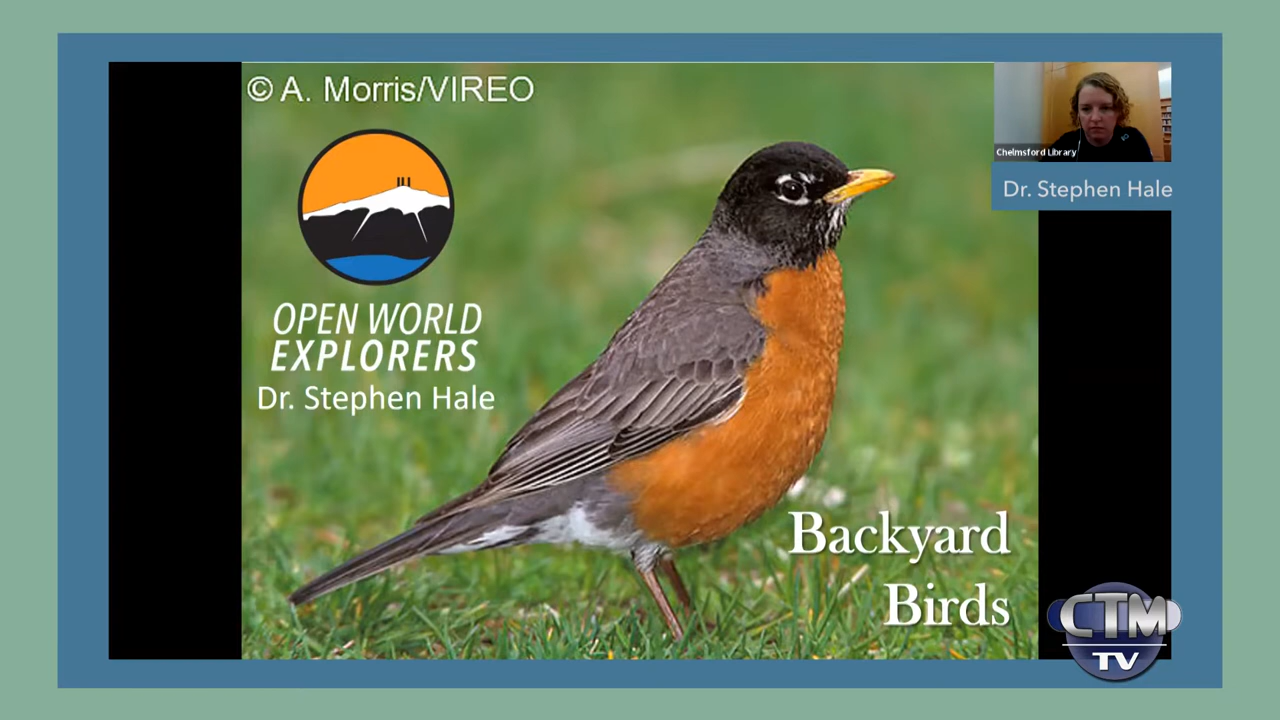 © A. Morris/VIREO
Chelmsford Library
Dr. Stephen Hale
OPEN WORLD
EXPLORERS
Dr. Stephen Hale
Backyard
Birds
CTM
TV